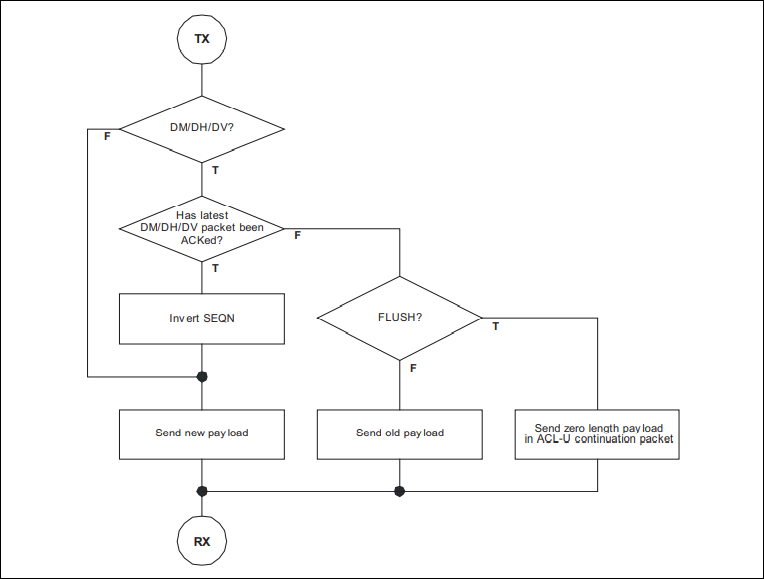 TX
DM/DH/DV?
F
T
Has latest
DM/DH/DV packet been
ACKed?
F
T
Invert SEQN
FLUSH?
T
F
Send new payload
Send old payload
Send zero length payload
in ACL-U continuation packet
RX